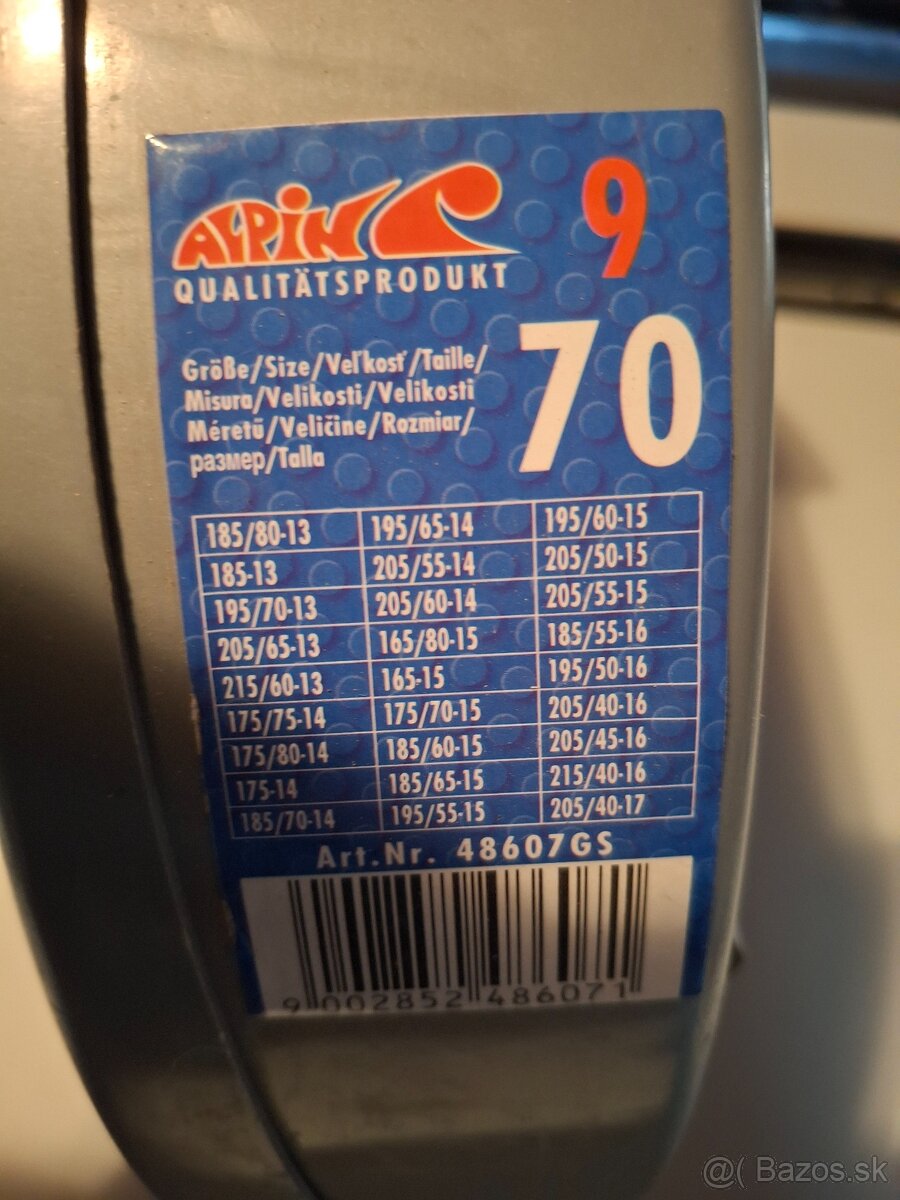 ALPIN
QUALITÄTSPRODUKT
9
70
Größe/Size/Veľkosť/Taille/
Misura/Velikosti/Velikosti
Méretü/Veličine/Rozmiar/
размер/Talla
185/80-13 195/65-14 195/60-15
185-13 205/55-14 205/50-15
195/70-13 205/60-14 205/55-15
205/65-13 165/80-15 185/55-16
215/60-13 165-15 195/50-16
175/75-14 175/70-15 205/40-16
175/80-14 185/60-15 205/45-16
175-14 185/65-15 215/40-16
185/70-14 195/55-15 205/40-17
Art.Nr. 48607GS
9 002852 486071
@( Bazos.sk